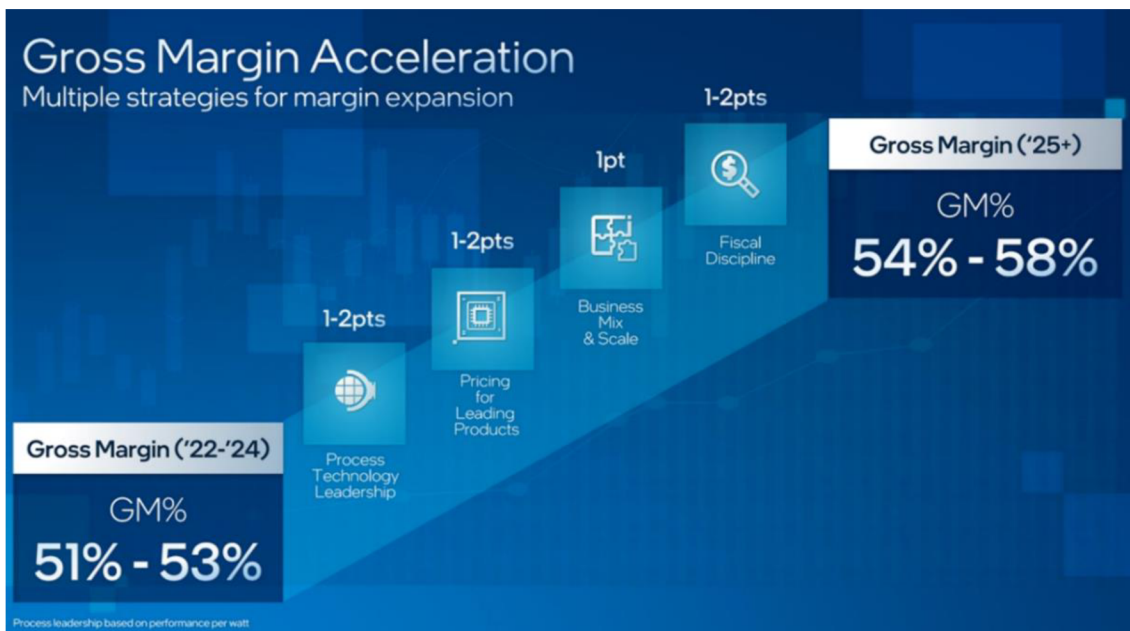 Gross Margin Acceleration
Multiple strategies for margin expansion
Gross Margin ('22-'24)
GM%
51% - 53%
1-2pts
Process
Technology
Leadership
1-2pts
Pricing
for
Leading
Products
1pt
Business
Mix
& Scale
1-2pts
Fiscal
Discipline
Gross Margin ('25+)
GM%
54% - 58%
Process leadership based on performance per watt